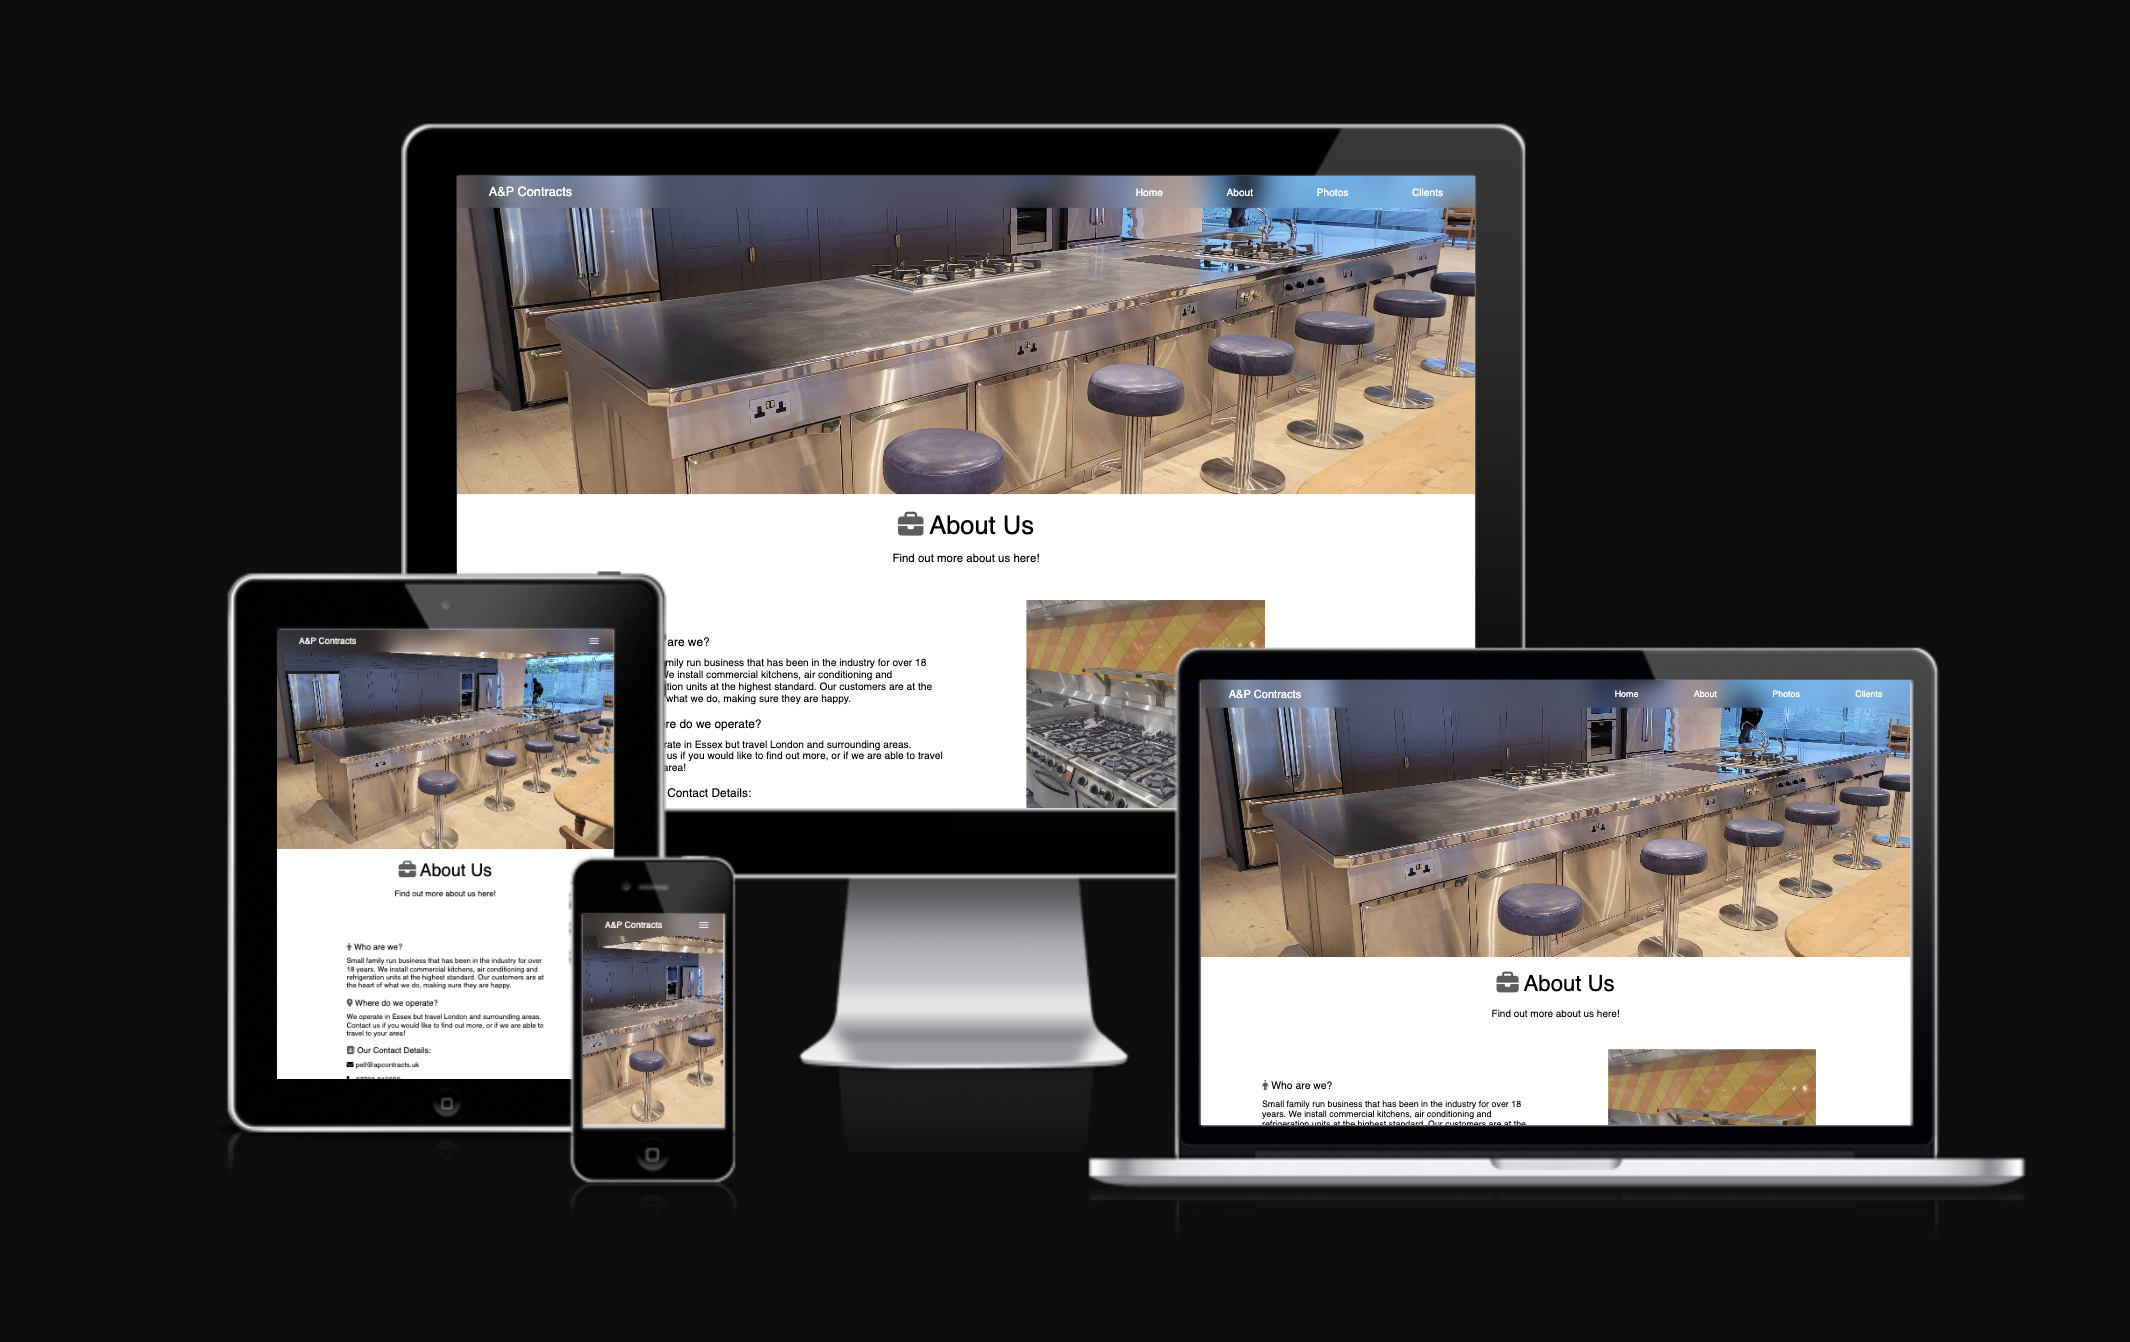 A&P Contracts Home About Photos Clients
About Us
Find out more about us here!
are we?
mily run business that has been in the industry for over 18
e install commercial kitchens, air conditioning and
tion units at the highest standard. Our customers are at the
what we do, making sure they are happy.
re do we operate?
rate in Essex but travel London and surrounding areas.
us if you would like to find out more, or if we are able to travel
area!
Contact Details:
A&P Contracts
About Us
Find out more about us here!
Who are we?
Small family run business that has been in the industry for over
18 years. We install commercial kitchens, air conditioning and
refrigeration units at the highest standard. Our customers are at
the heart of what we do, making sure they are happy.
Where do we operate?
We operate in Essex but travel London and surrounding areas.
Contact us if you would like to find out more, or if we are able to
travel to your area!
Our Contact Details:
pell@apcontracts.uk
A&P Contracts
A&P Contracts Home About Photos Clients
About Us
Find out more about us here!
Who are we?
Small family run business that has been in the industry for over 18
years. We install commercial kitchens, air conditioning and
refrigeration units at the highest standard. Our customers are at the